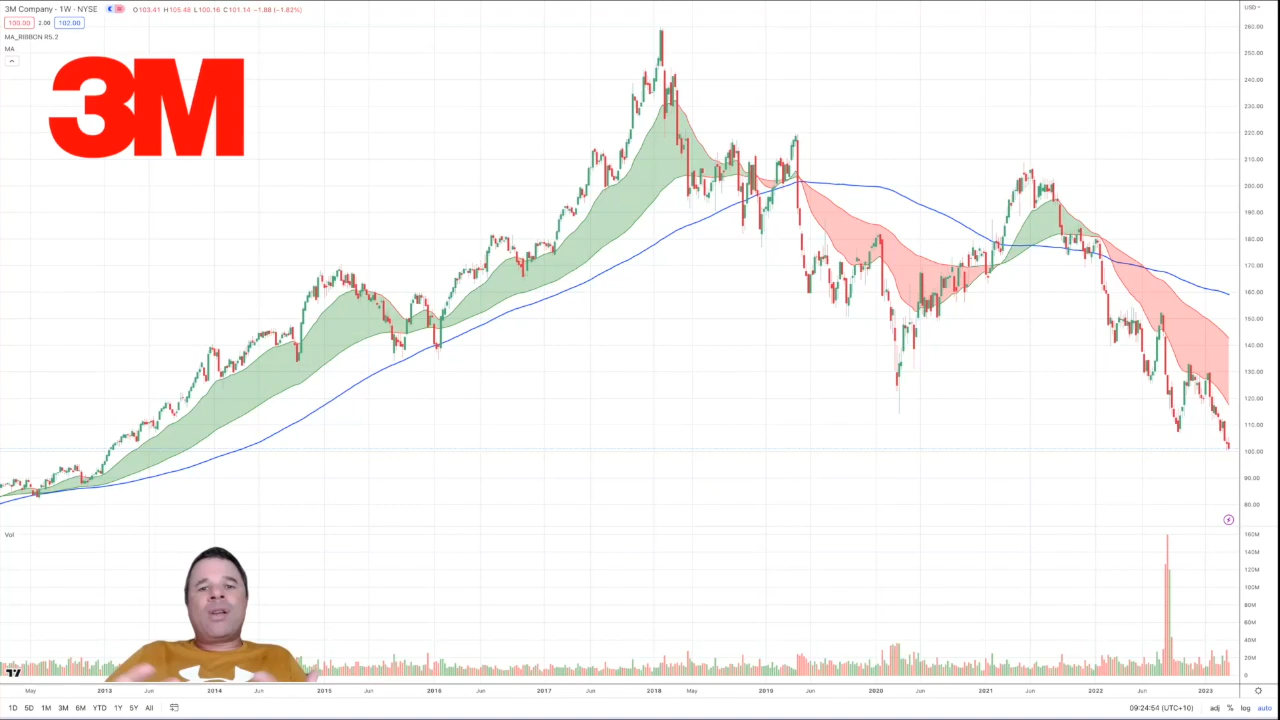 3M Company · 1W · NYSE O103.41 H105.48 L100.16 C101.14 −1.88 (−1.82%)
100.00 2.00 102.00
MA_RIBBON R5.2
MA
3M
USD
260.00
240.00
230.00
220.00
210.00
200.00
190.00
180.00
170.00
160.00
150.00
140.00
130.00
120.00
110.00
100.00
90.00
80.00
Vol
160M
140M
120M
100M
80M
60M
40M
20M
0
May 2013 Jun 2014 Jun 2015 Jun 2016 Jun 2017 Jun 2018 May 2019 Jun 2020 Jun 2021 Jun 2022 Jun 2023
1D 5D 1M 3M 6M YTD 1Y 5Y All 09:24:54 (UTC+10) adj % log auto